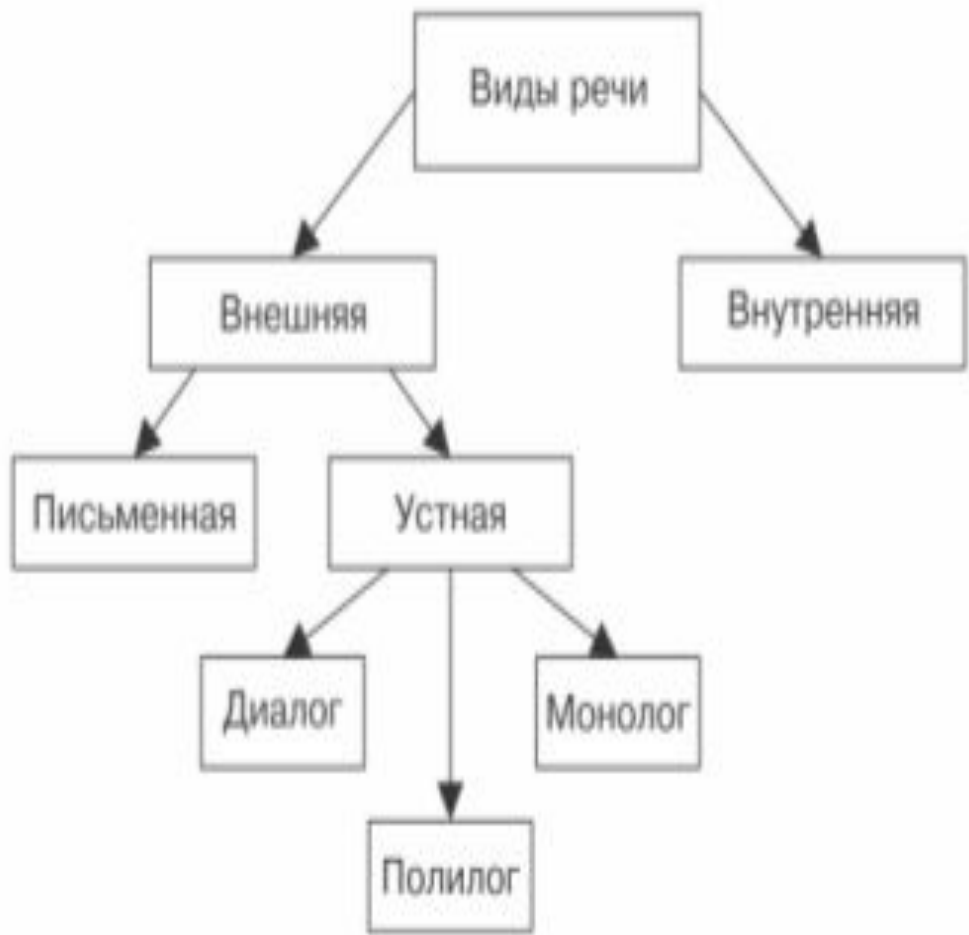 Виды речи
Внешняя
Внутренняя
Письменная
Устная
Диалог
Монолог
Полилог